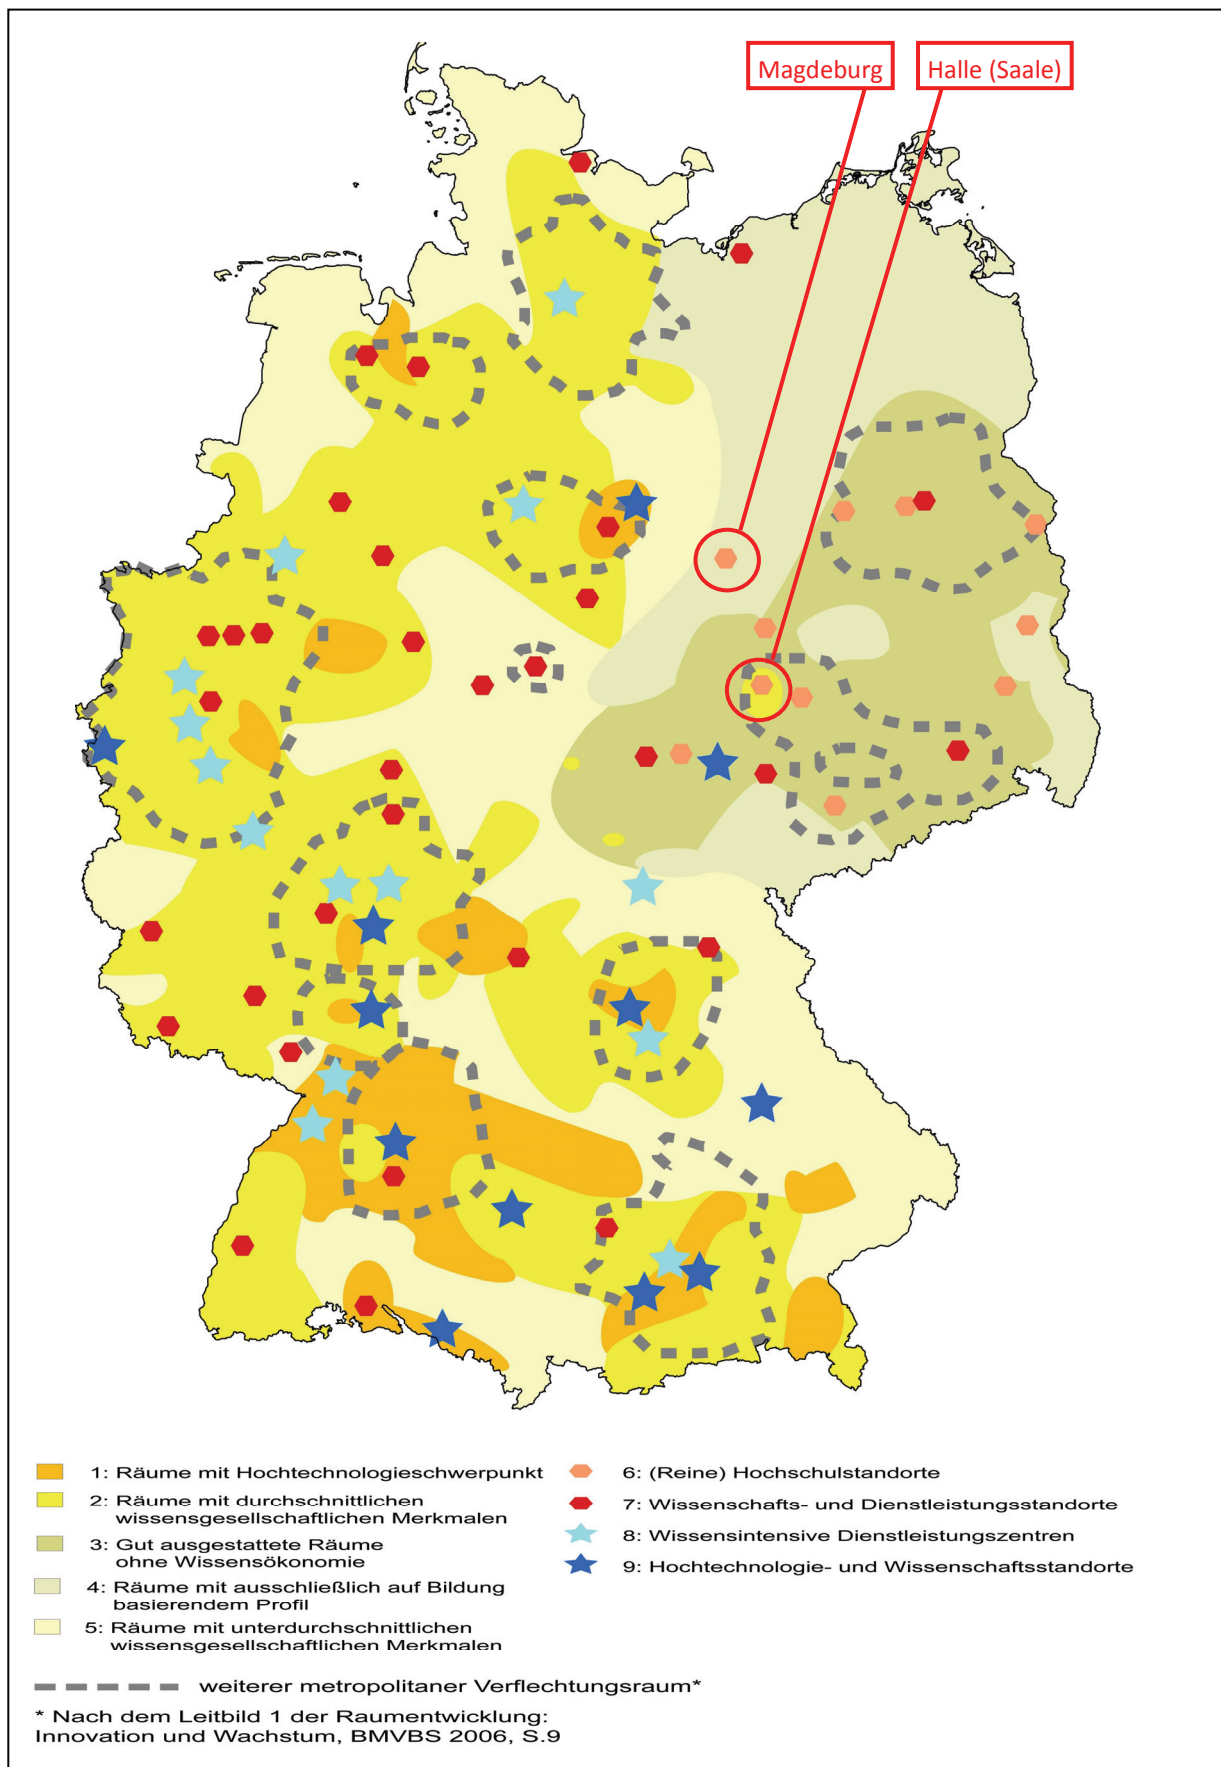 Magdeburg
Halle (Saale)
1: Räume mit Hochtechnologieschwerpunkt
2: Räume mit durchschnittlichen
wissensgesellschaftlichen Merkmalen
3: Gut ausgestattete Räume
ohne Wissensökonomie
4: Räume mit ausschließlich auf Bildung
basierendem Profil
5: Räume mit unterdurchschnittlichen
wissensgesellschaftlichen Merkmalen
6: (Reine) Hochschulstandorte
7: Wissenschafts- und Dienstleistungsstandorte
8: Wissensintensive Dienstleistungszentren
9: Hochtechnologie- und Wissenschaftsstandorte
weiterer metropolitaner Verflechtungsraum*
* Nach dem Leitbild 1 der Raumentwicklung:
Innovation und Wachstum, BMVBS 2006, S.9